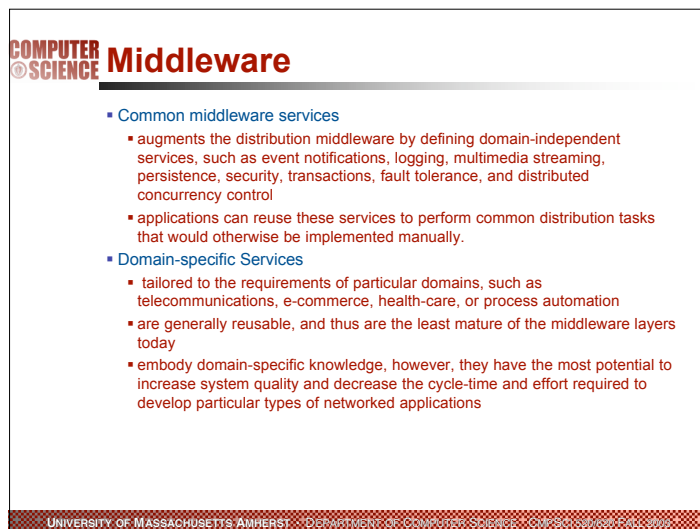 COMPUTER
SCIENCE
Middleware
▪ Common middleware services
▪ augments the distribution middleware by defining domain-independent
services, such as event notifications, logging, multimedia streaming,
persistence, security, transactions, fault tolerance, and distributed
concurrency control
▪ applications can reuse these services to perform common distribution tasks
that would otherwise be implemented manually.
▪ Domain-specific Services
▪ tailored to the requirements of particular domains, such as
telecommunications, e-commerce, health-care, or process automation
▪ are generally reusable, and thus are the least mature of the middleware layers
today
▪ embody domain-specific knowledge, however, they have the most potential to
increase system quality and decrease the cycle-time and effort required to
develop particular types of networked applications
UNIVERSITY OF MASSACHUSETTS AMHERST • DEPARTMENT OF COMPUTER SCIENCE • CMPSCI 520/620 FALL 2003